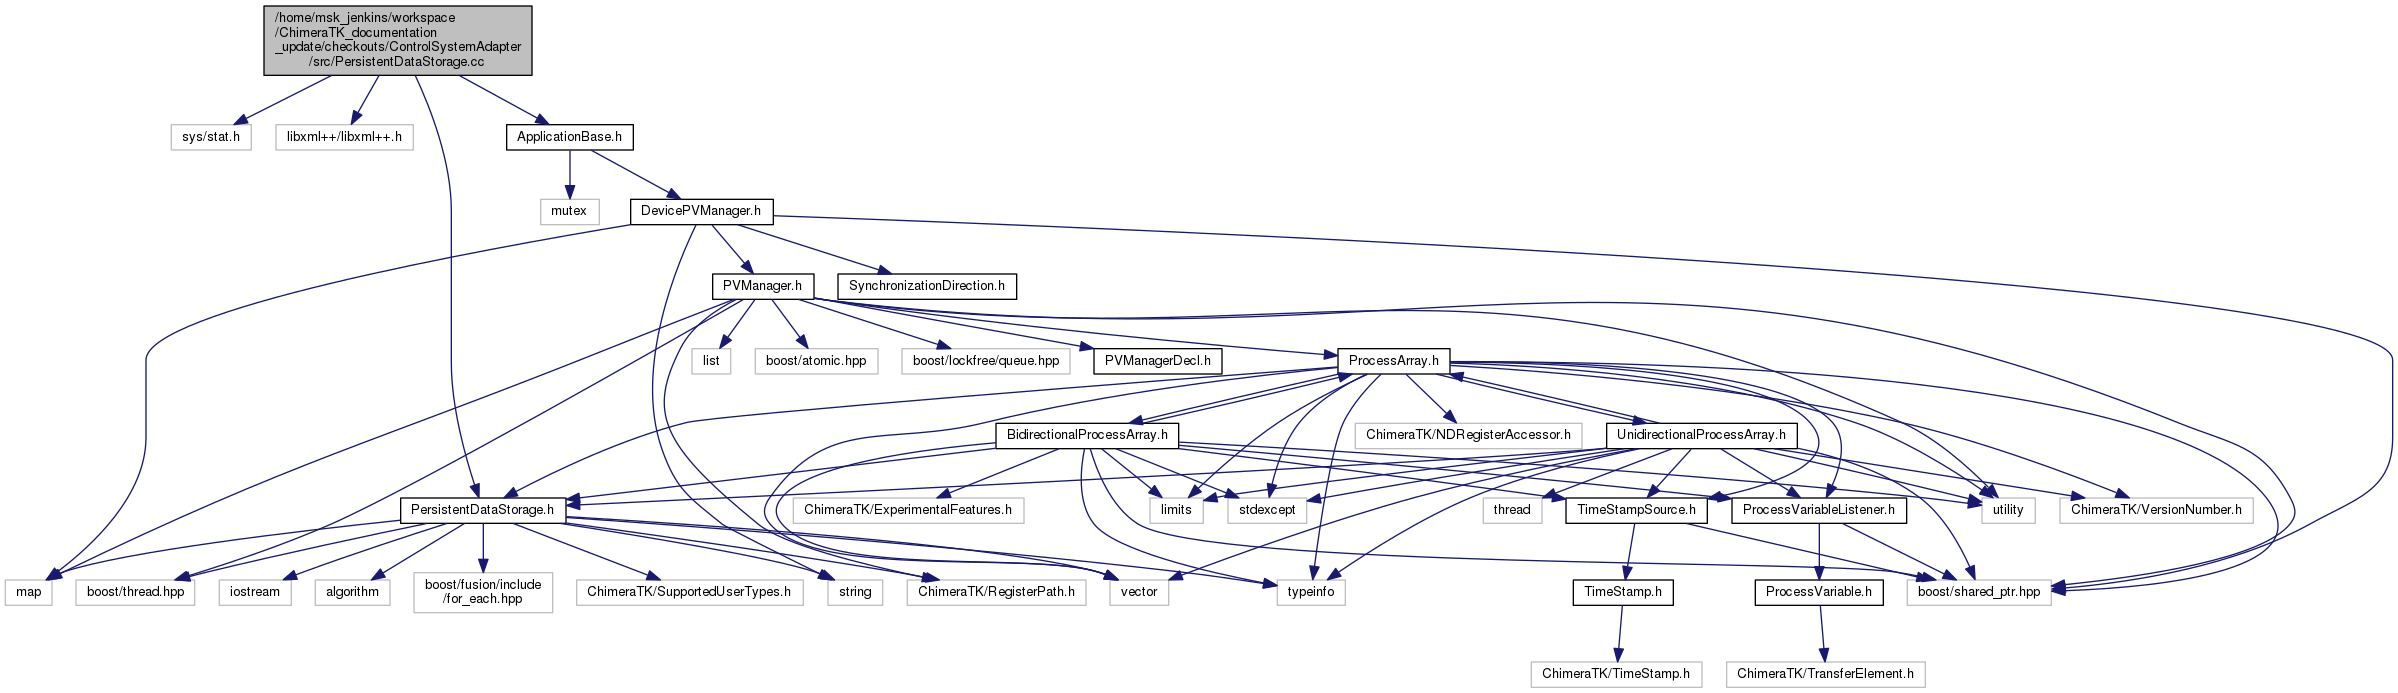 /home/msk_jenkins/workspace
/ChimeraTK_documentation
_update/checkouts/ControlSystemAdapter
/src/PersistentDataStorage.cc
sys/stat.h
libxml++/libxml++.h
ApplicationBase.h
mutex
DevicePVManager.h
PVManager.h
SynchronizationDirection.h
list
boost/atomic.hpp
boost/lockfree/queue.hpp
PVManagerDecl.h
ProcessArray.h
BidirectionalProcessArray.h
ChimeraTK/NDRegisterAccessor.h
UnidirectionalProcessArray.h
PersistentDataStorage.h
ChimeraTK/ExperimentalFeatures.h
limits
stdexcept
thread
TimeStampSource.h
ProcessVariableListener.h
utility
ChimeraTK/VersionNumber.h
map
boost/thread.hpp
iostream
algorithm
boost/fusion/include
/for_each.hpp
ChimeraTK/SupportedUserTypes.h
string
ChimeraTK/RegisterPath.h
vector
typeinfo
TimeStamp.h
ProcessVariable.h
boost/shared_ptr.hpp
ChimeraTK/TimeStamp.h
ChimeraTK/TransferElement.h